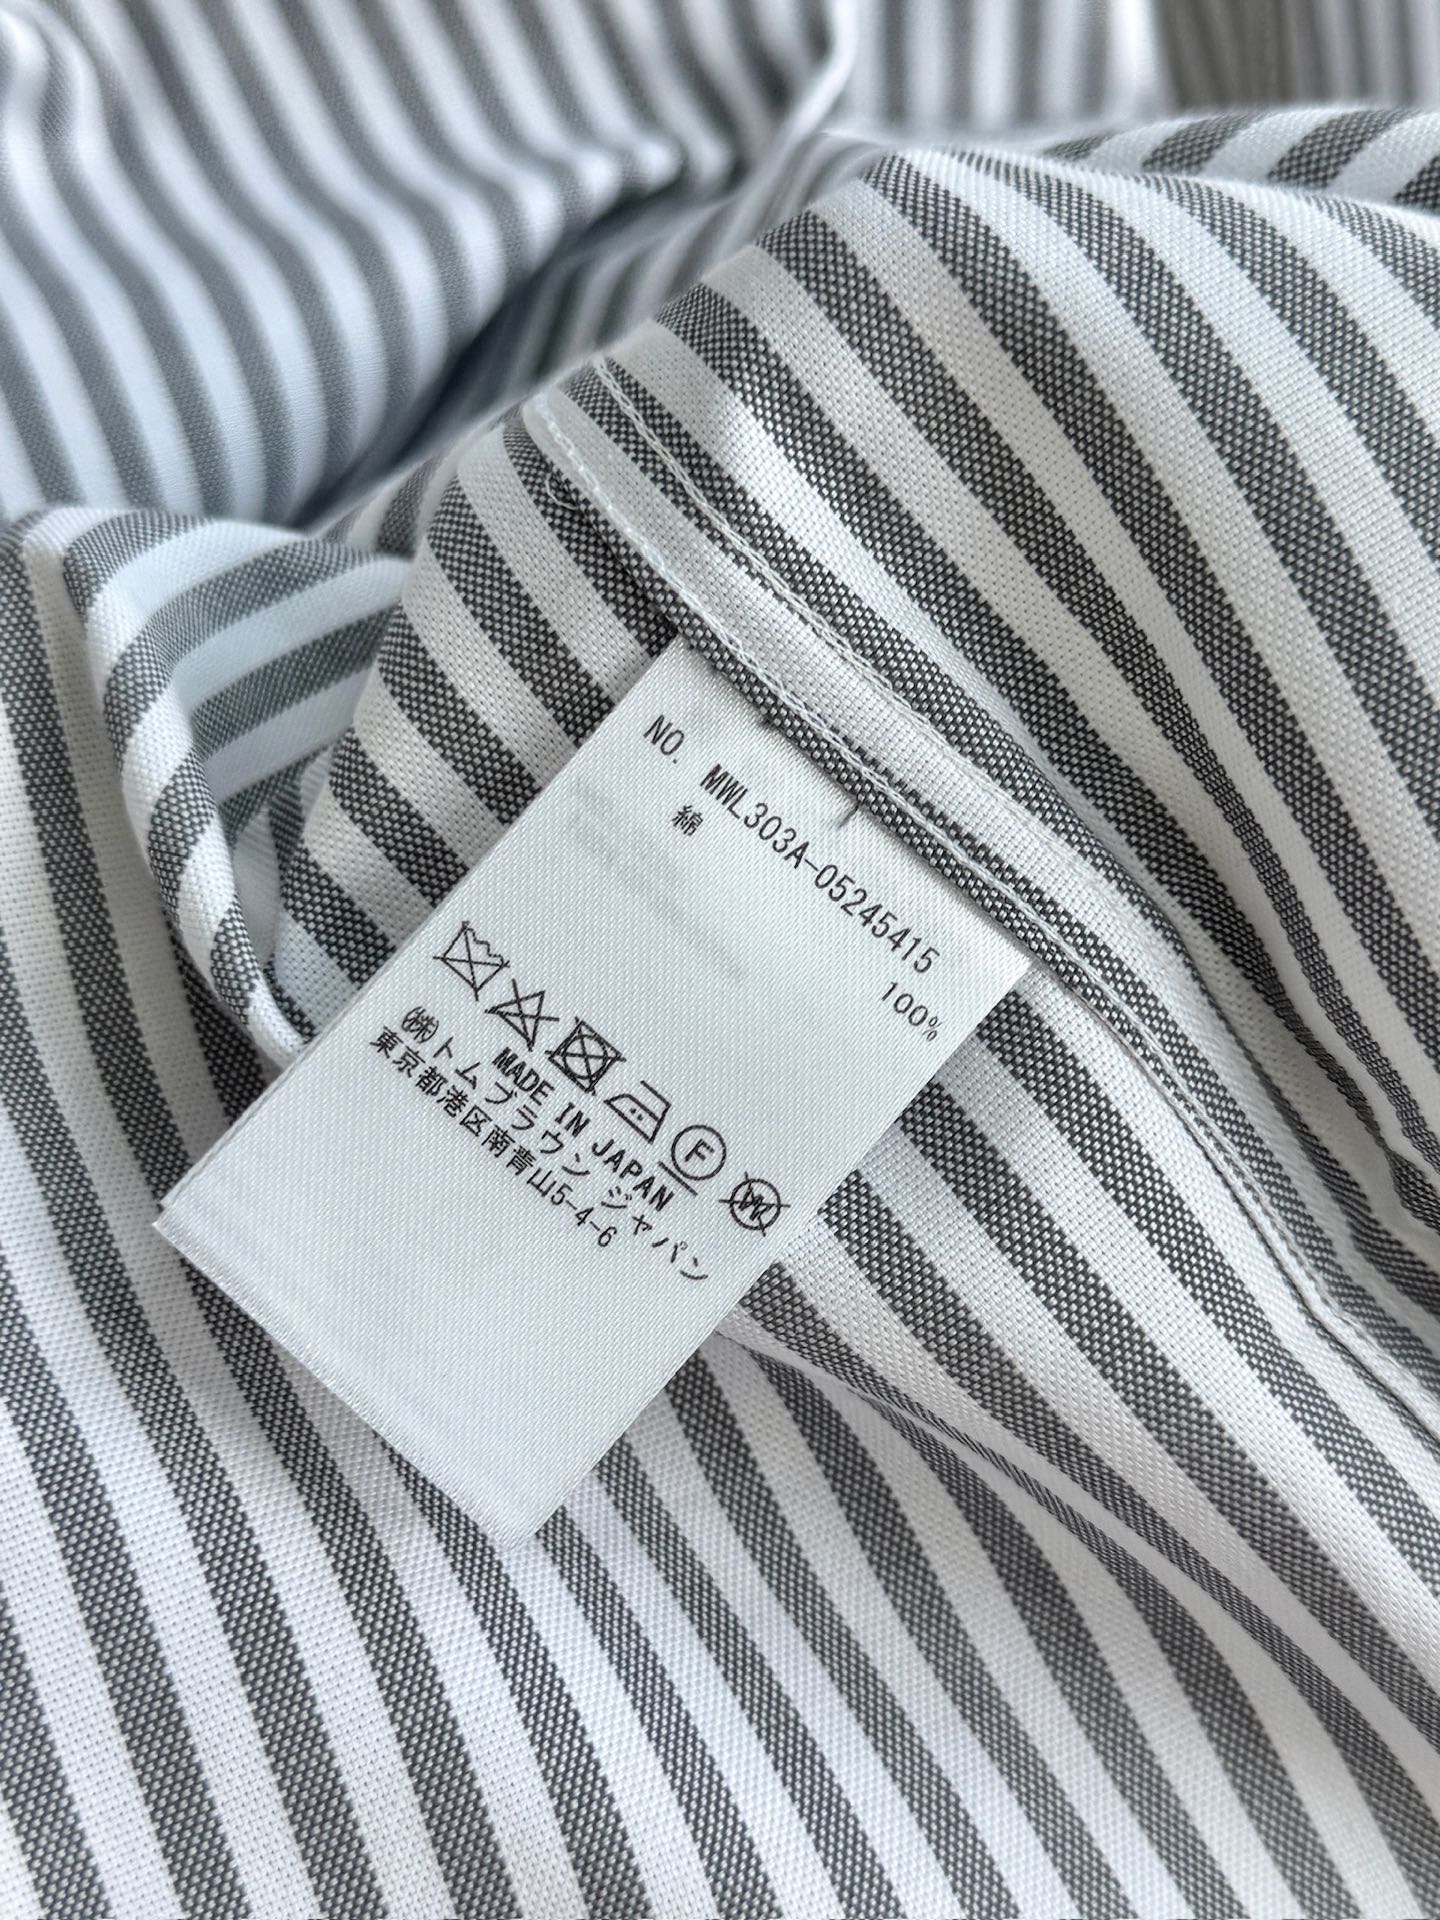 NO. MWL303A-05245415
綿 100%
F
W
MADE IN JAPAN
㈱トムブラウン ジャパン
東京都港区南青山5-4-6